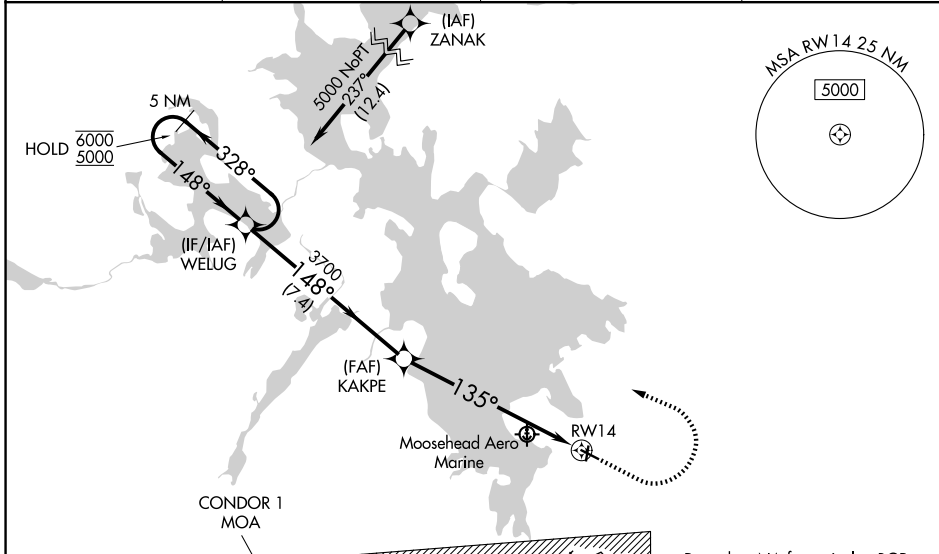 (IAF)
ZANAK
5000 NoPT
237°
(12.4)
MSA RW14 25 NM
5000
5 NM
HOLD 6000
5000
328°
148°
(IF/IAF)
WELUG
3700
148°
(7.4)
(FAF)
KAKPE
135°
RW14
Moosehead Aero
Marine
CONDOR 1
MOA